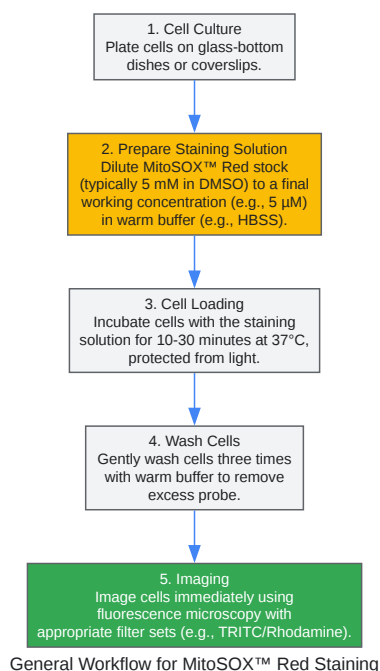 1. Cell Culture
Plate cells on glass-bottom
dishes or coverslips.
2. Prepare Staining Solution
Dilute MitoSOX™ Red stock
(typically 5 mM in DMSO) to a final
working concentration (e.g., 5 µM)
in warm buffer (e.g., HBSS).
3. Cell Loading
Incubate cells with the staining
solution for 10-30 minutes at 37°C,
protected from light.
4. Wash Cells
Gently wash cells three times
with warm buffer to remove
excess probe.
5. Imaging
Image cells immediately using
fluorescence microscopy with
appropriate filter sets (e.g., TRITC/Rhodamine).
General Workflow for MitoSOX™ Red Staining